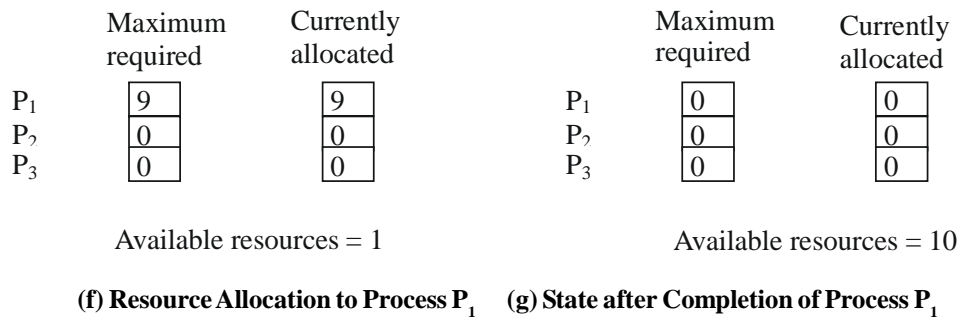 Maximum required Currently allocated
P₁ 9 9
P₂ 0 0
P₃ 0 0
Available resources = 1
(f) Resource Allocation to Process P₁
Maximum required Currently allocated
P₁ 0 0
P₂ 0 0
P₃ 0 0
Available resources = 10
(g) State after Completion of Process P₁